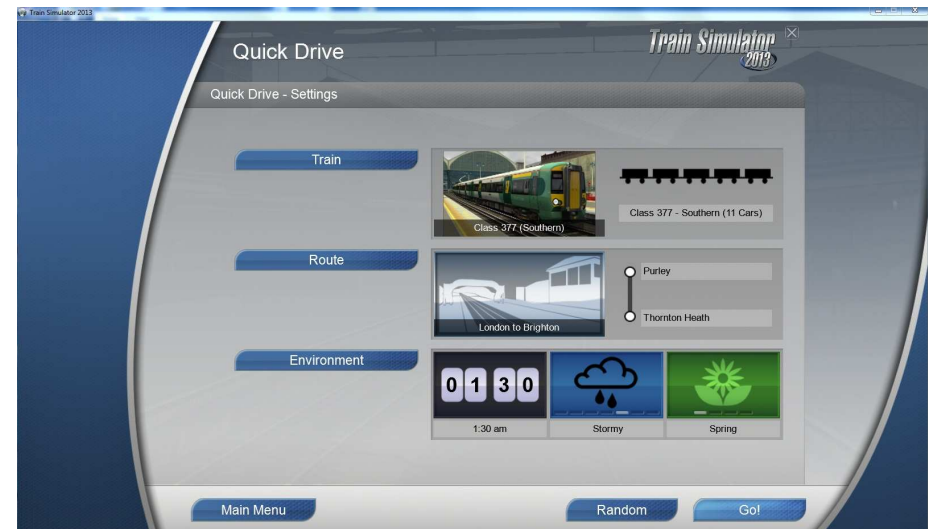 Train Simulator 2013
Quick Drive
Train Simulator
2013
Quick Drive - Settings
Train
Class 377 (Southern)
Class 377 - Southern (11 Cars)
Route
London to Brighton
Purley
Thornton Heath
Environment
0 1 3 0
1:30 am
Stormy
Spring
Main Menu
Random
Go!